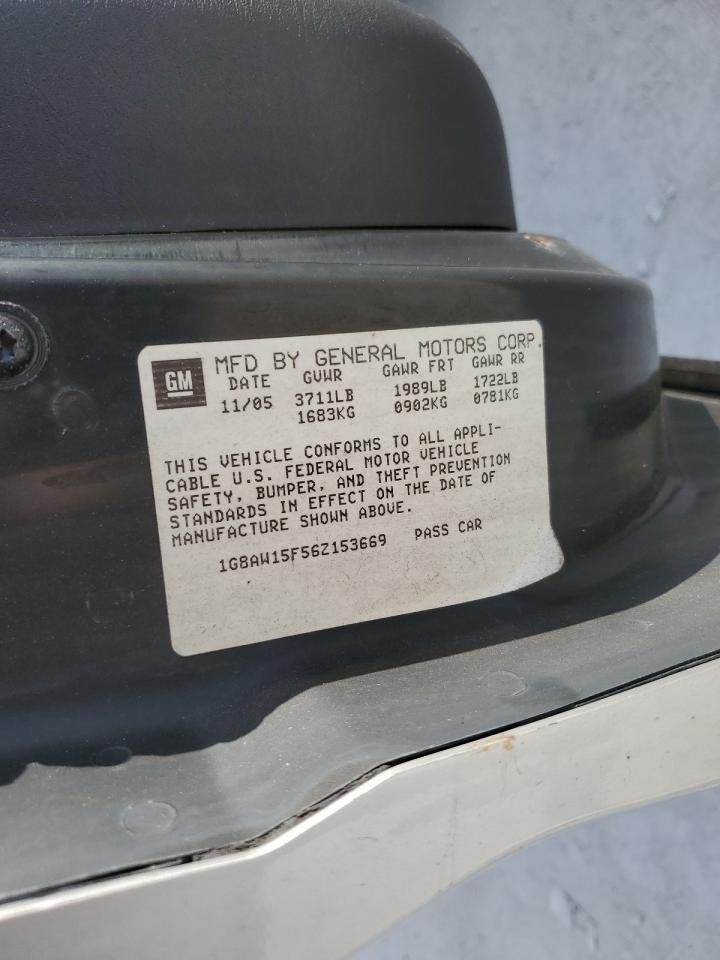 GM
MFD BY GENERAL MOTORS CORP.
DATE GVWR GAWR FRT GAWR RR
11/05 3711LB 1989LB 1722LB
1683KG 0902KG 0781KG
THIS VEHICLE CONFORMS TO ALL APPLI-
CABLE U.S. FEDERAL MOTOR VEHICLE
SAFETY, BUMPER, AND THEFT PREVENTION
STANDARDS IN EFFECT ON THE DATE OF
MANUFACTURE SHOWN ABOVE.
1G8AW15F56Z153669 PASS CAR